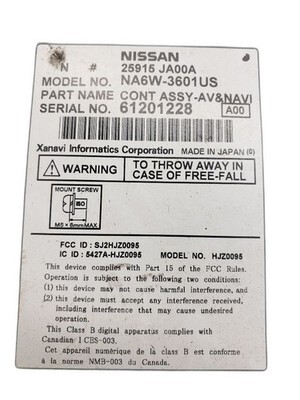 NISSAN
N # 25915 JA00A
MODEL NO. NA6W-3601US
PART NAME CONT ASSY-AV&NAVI
SERIAL NO. 61201228 A00
Xanavi Informatics Corporation MADE IN JAPAN (0)
WARNING TO THROW AWAY IN
CASE OF FREE-FALL
MOUNT SCREW
ISO
M5 × 8mmMAX
FCC ID : SJ2HJZ0095
IC ID : 5427A-HJZ0095 MODEL NO. HJZ0095
This device complies with Part 15 of the FCC Rules.
Operation is subject to the following two conditions:
(1) this device may not cause harmful interference, and
(2) this device must accept any interference received,
including interference that may cause undesired
operation.
This Class B digital apparatus complies with
Canadian I CES-003.
Cet appareil numérique de la class B est conforme
à la norme NMB-003 du Canada.